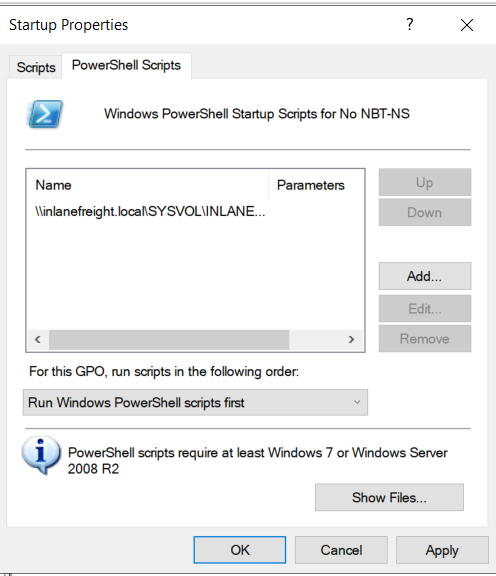 Startup Properties
?
Scripts
PowerShell Scripts
Windows PowerShell Startup Scripts for No NBT-NS
Name
Parameters
Up
\\inlanefreight.local\SYSVOL\INLANE...
Down
Add...
Edit...
Remove
For this GPO, run scripts in the following order:
Run Windows PowerShell scripts first
PowerShell scripts require at least Windows 7 or Windows Server
2008 R2
Show Files...
OK
Cancel
Apply